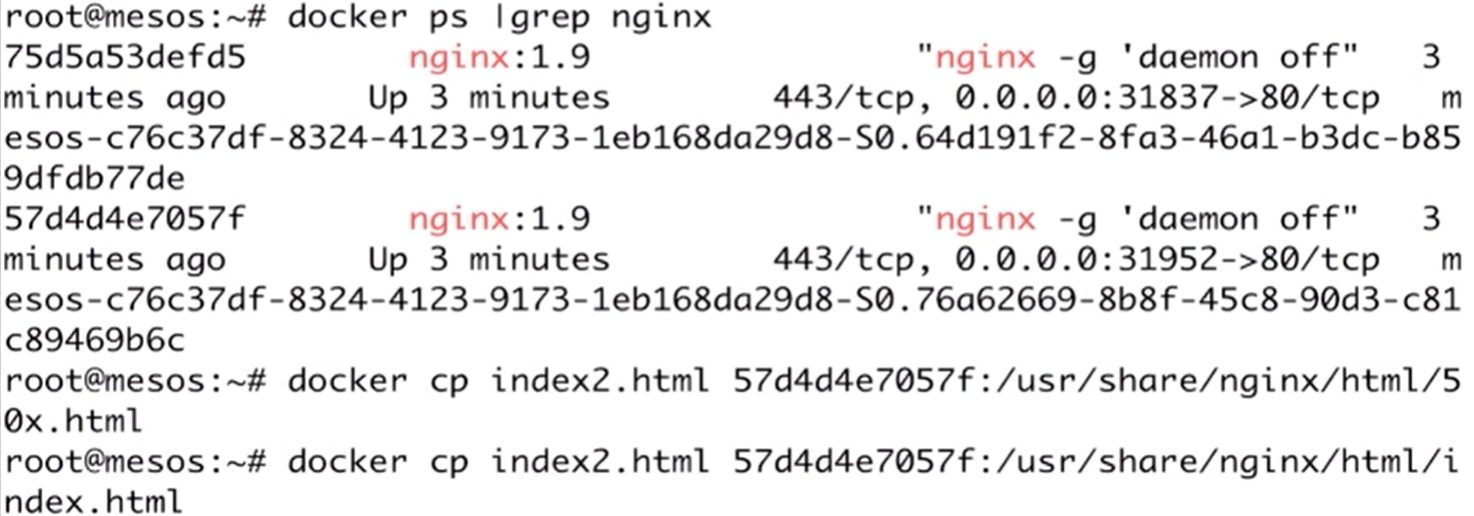 root@mesos:~# docker ps |grep nginx
75d5a53defd5 nginx:1.9 "nginx -g 'daemon off" 3
minutes ago Up 3 minutes 443/tcp, 0.0.0.0:31837->80/tcp m
esos-c76c37df-8324-4123-9173-1eb168da29d8-S0.64d191f2-8fa3-46a1-b3dc-b85
9dfdb77de
57d4d4e7057f nginx:1.9 "nginx -g 'daemon off" 3
minutes ago Up 3 minutes 443/tcp, 0.0.0.0:31952->80/tcp m
esos-c76c37df-8324-4123-9173-1eb168da29d8-S0.76a62669-8b8f-45c8-90d3-c81
c89469b6c
root@mesos:~# docker cp index2.html 57d4d4e7057f:/usr/share/nginx/html/5
0x.html
root@mesos:~# docker cp index2.html 57d4d4e7057f:/usr/share/nginx/html/i
ndex.html